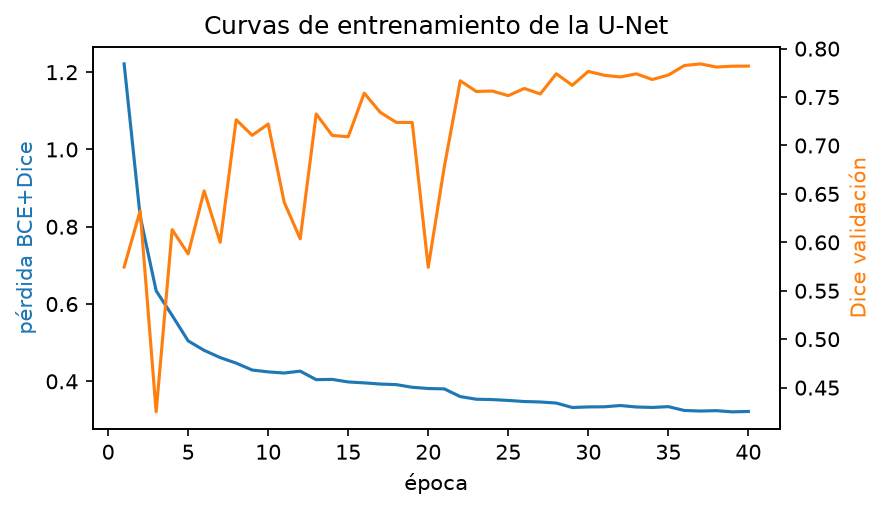 Curvas de entrenamiento de la U-Net
pérdida BCE+Dice
1.2
1.0
0.8
0.6
0.4
0.80
0.75
0.70
0.65
0.60
0.55
0.50
0.45
Dice validación
0 5 10 15 20 25 30 35 40
época